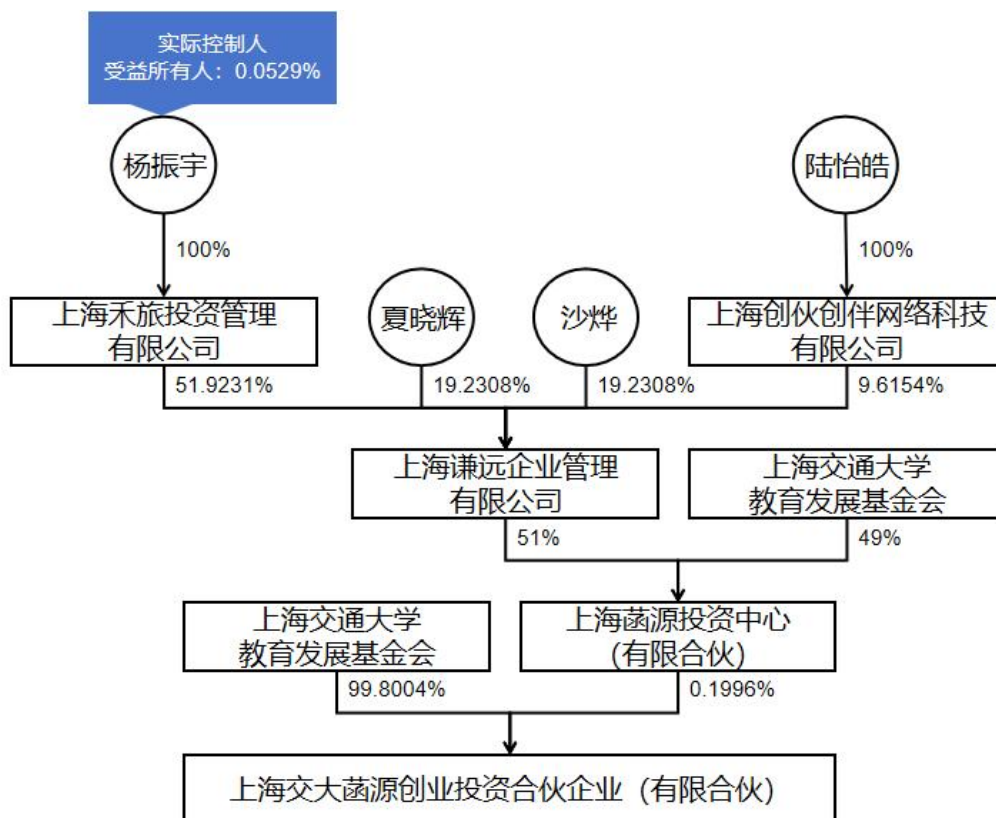 实际控制人
受益所有人：0.0529%
杨振宇
陆怡皓
100%
100%
上海禾旅投资管理
有限公司
夏晓辉
沙烨
上海创伙创伴网络科技
有限公司
51.9231%
19.2308%
19.2308%
9.6154%
上海谦远企业管理
有限公司
上海交通大学
教育发展基金会
51%
49%
上海交通大学
教育发展基金会
上海菡源投资中心
（有限合伙）
99.8004%
0.1996%
上海交大菡源创业投资合伙企业（有限合伙）